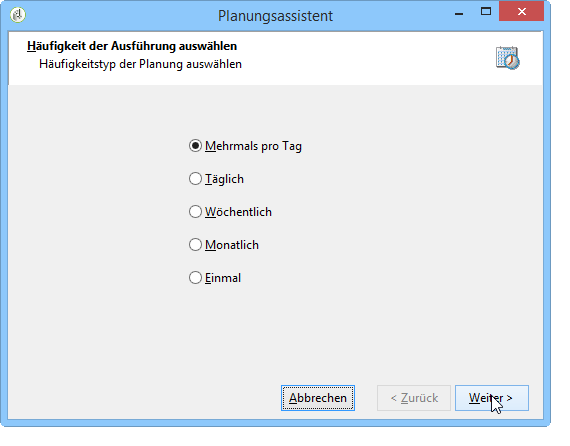 Planungsassistent
Häufigkeit der Ausführung auswählen
Häufigkeitstyp der Planung auswählen
Mehrmals pro Tag
Täglich
Wöchentlich
Monatlich
Einmal
Abbrechen < Zurück Weiter >